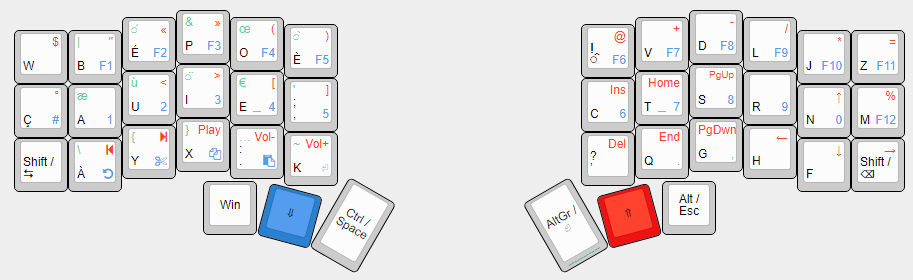 $
W
| "
B F1
« 
É F2
& »
P F3
œ (
O F4
)
È F5
@
!
^ F6
+
V F7
-
D F8
/
L F9
*
J F10
=
Z F11
°
Ç #
æ
A 1
ù <
U 2
>
I 3
€ [
E _ 4
' ]
;
, 5
Ins
C 6
Home
T _ 7
PgUp
S 8
R 9
↑
N 0
%
M F12
Shift /
⇆
\
À
{
Y
} Play
X
… Vol-
:
.
~ Vol+
K ⏎
Del
?
End
Q .
PgDwn
G ,
←
H
↓
F
→
Shift /
⌫
Win
⇓
Ctrl /
Space
AltGr /
⏎
⇑
Alt /
Esc